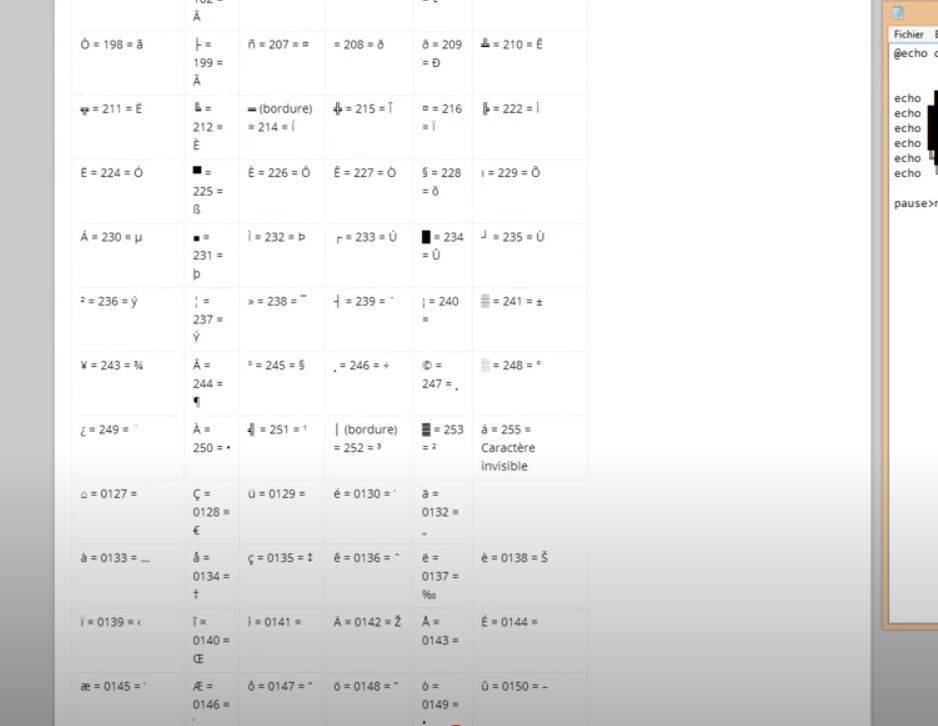 Â
Ò = 198 = ã
├ =
199 =
Ã
ñ = 207 = ¤
= 208 = ð
ð = 209
= Ð
╩ = 210 = Ê
╦ = 211 = Ë
╚ =
212 =
È
═ (bordure)
= 214 = Í
╬ = 215 = Î
¤ = 216
= Ï
╠ = 222 = Ì
Ë = 224 = Ó
▀ =
225 =
ß
È = 226 = Ô
Ê = 227 = Ò
§ = 228
= õ
ı = 229 = Õ
Á = 230 = µ
▪ =
231 =
þ
Ì = 232 = Þ
┌ = 233 = Ú
█ = 234
= Û
┘ = 235 = Ù
² = 236 = ý
¦ =
237 =
Ý
» = 238 = ¯
┤ = 239 = ´
¡ = 240
=
▒ = 241 = ±
¥ = 243 = ¾
Â =
244 =
¶
º = 245 = §
. = 246 = ÷
© =
247 = ¸
░ = 248 = °
¿ = 249 = ¨
À =
250 = •
╣ = 251 = ¹
│ (bordure)
= 252 = ³
▓ = 253
= ²
á = 255 =
Caractère
invisible
⌂ = 0127 =
Ç =
0128 =
€
ü = 0129 =
é = 0130 = ‘
ä =
0132 =
„
à = 0133 = ...
å =
0134 =
†
ç = 0135 = ‡
ê = 0136 = ˆ
ë =
0137 =
‰
è = 0138 = Š
ï = 0139 = ‹
î =
0140 =
Œ
ì = 0141 =
Ä = 0142 = Ž
Å =
0143 =
É = 0144 =
æ = 0145 = ‘
Æ =
0146 =
ô = 0147 = “
ö = 0148 = ”
ò =
0149 =
•
û = 0150 = –
Fichier
@echo
echo
echo
echo
echo
echo
echo
pause>